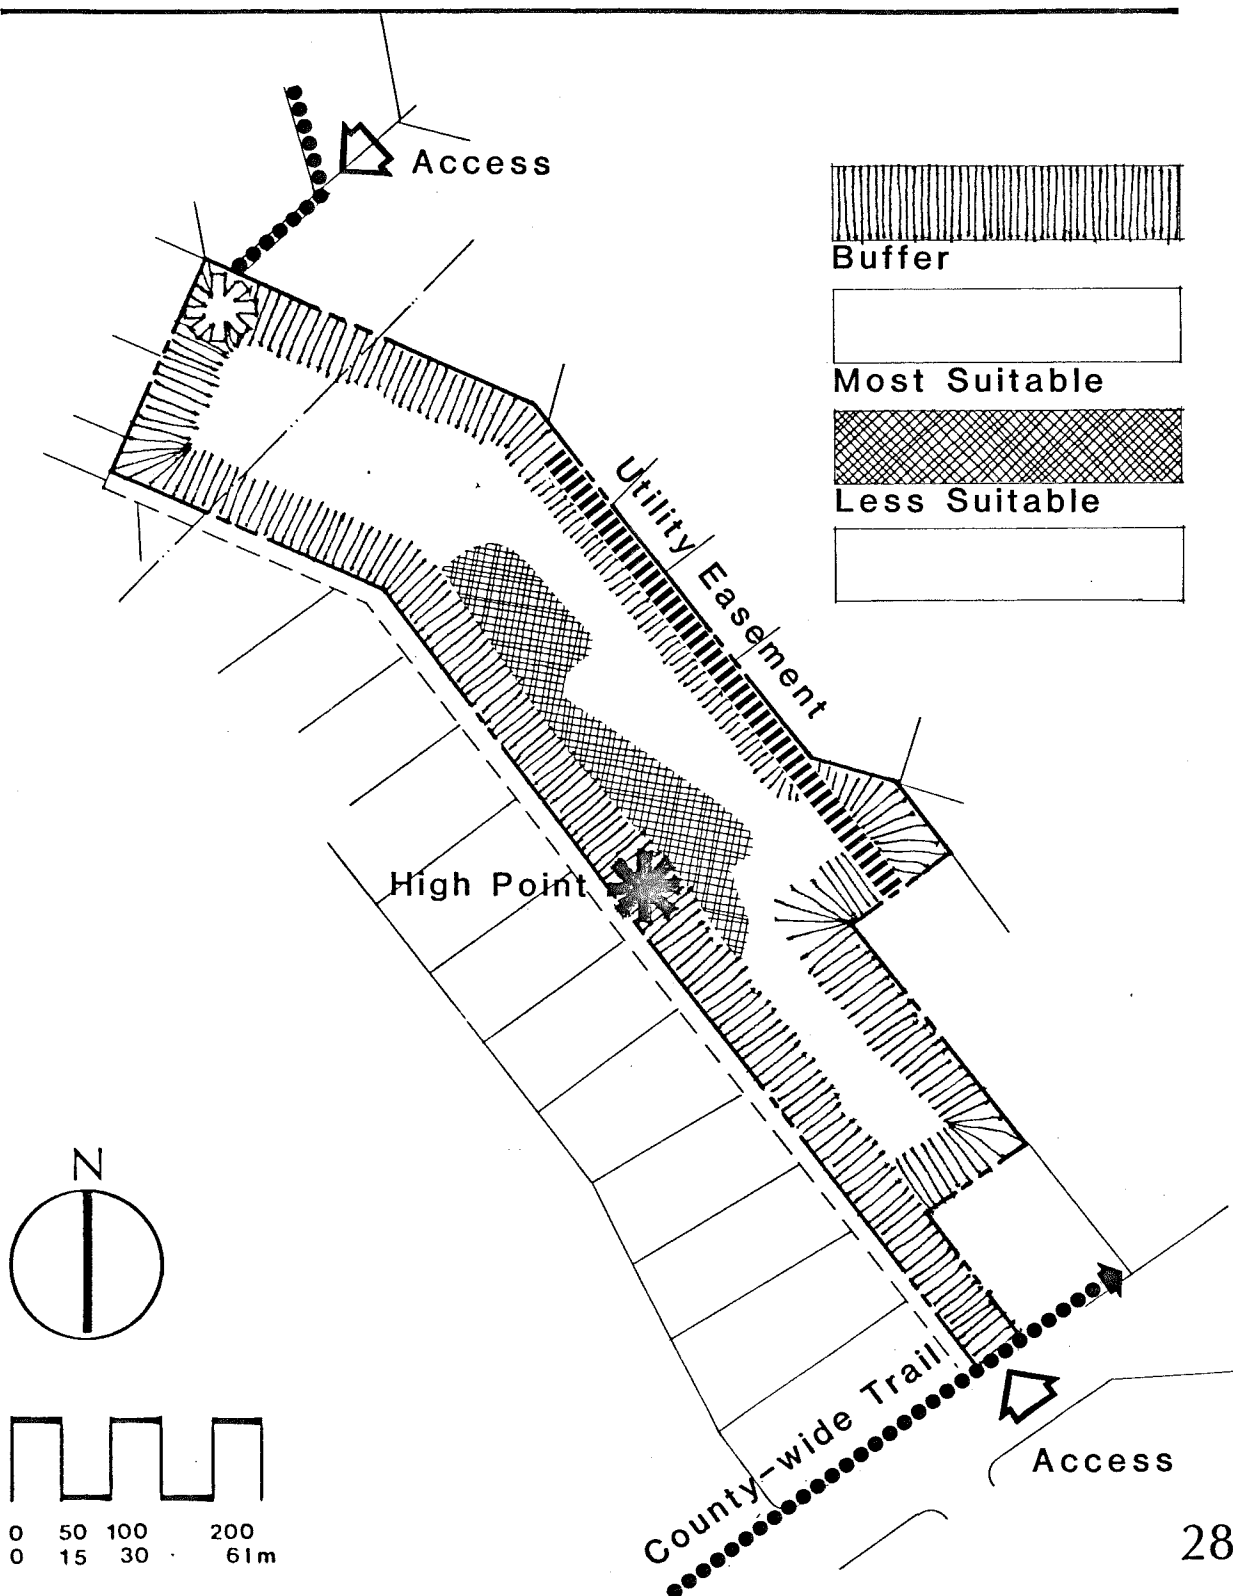 Access
Buffer
Most Suitable
Less Suitable
Utility Easement
High Point
N
County-wide Trail
Access
0 50 100 200
0 15 30 61m
28